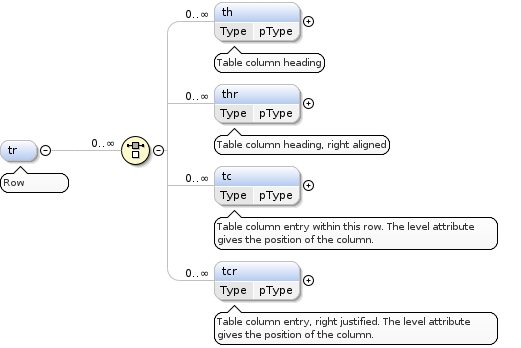 0..∞
th
Type pType
Table column heading
0..∞
thr
Type pType
Table column heading, right aligned
tr
0..∞
Row
0..∞
tc
Type pType
Table column entry within this row. The level attribute
gives the position of the column.
0..∞
tcr
Type pType
Table column entry, right justified. The level attribute
gives the position of the column.